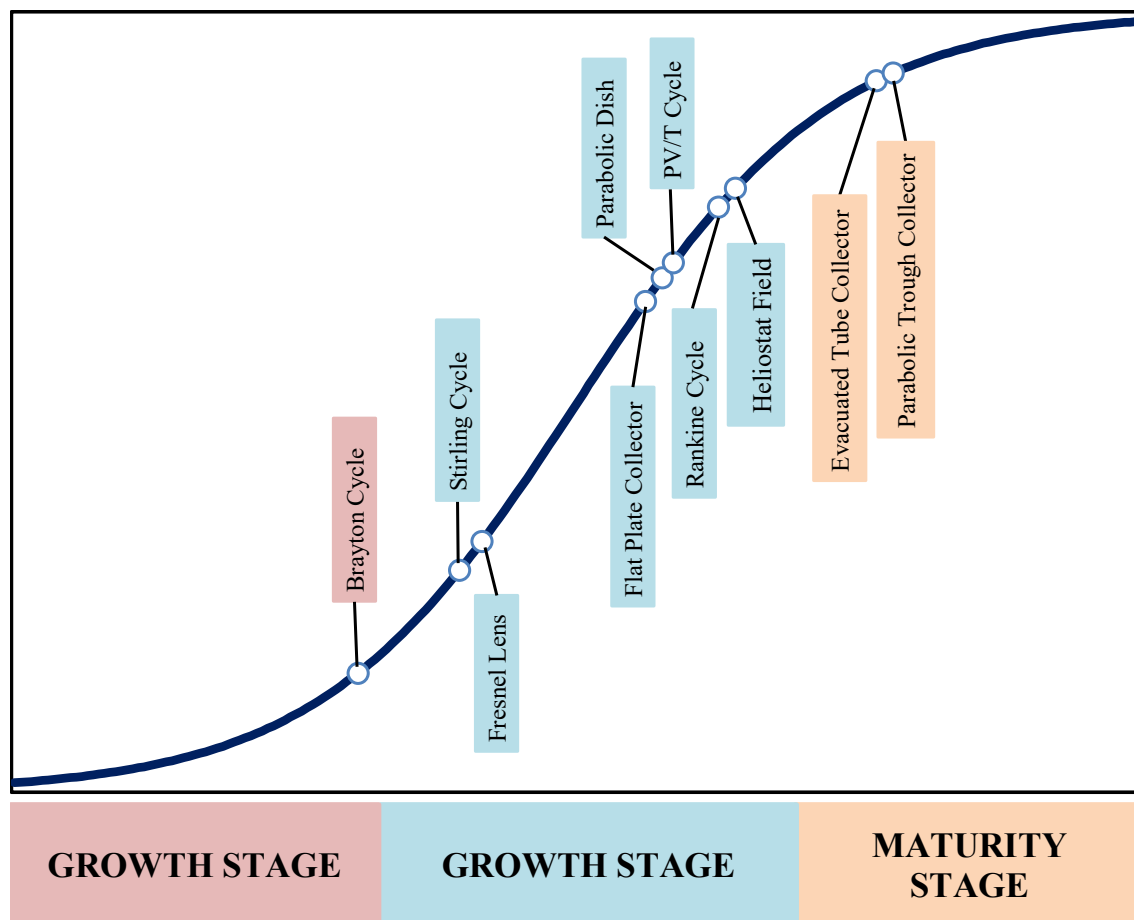 Parabolic Dish
PV/T Cycle
Stirling Cycle
Brayton Cycle
Fresnel Lens
Flat Plate Collector
Rankine Cycle
Heliostat Field
Evacuated Tube Collector
Parabolic Trough Collector
GROWTH STAGE
GROWTH STAGE
MATURITY
STAGE